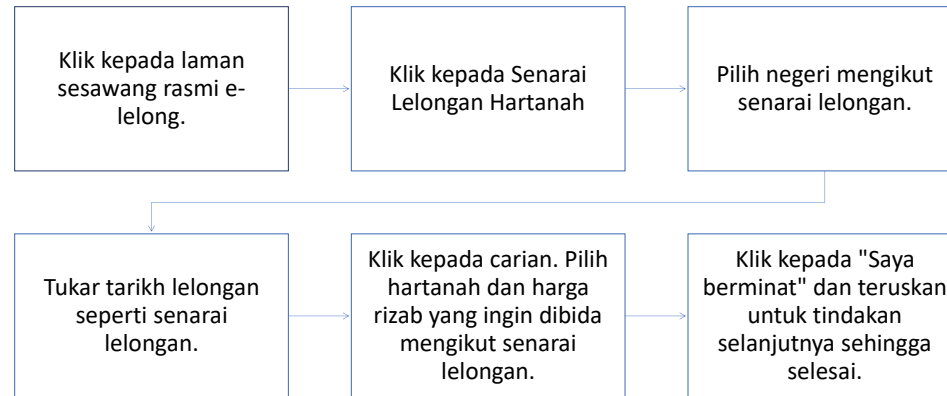 Klik kepada laman
sesawang rasmi e-
lelong.
Klik kepada Senarai
Lelongan Hartanah
Pilih negeri mengikut
senarai lelongan.
Tukar tarikh lelongan
seperti senarai
lelongan.
Klik kepada carian. Pilih
hartanah dan harga
rizab yang ingin dibida
mengikut senarai
lelongan.
Klik kepada "Saya
berminat" dan teruskan
untuk tindakan
selanjutnya sehingga
selesai.